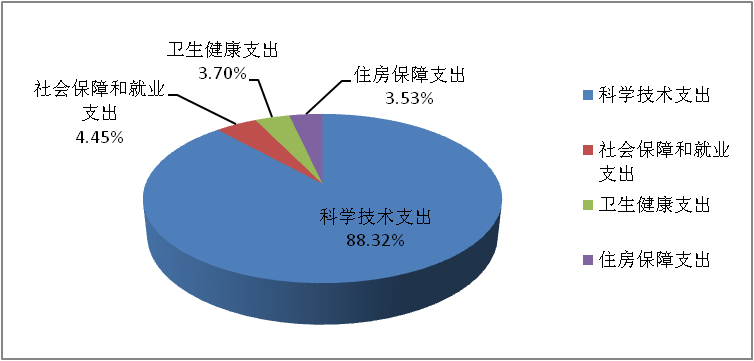 卫生健康支出
3.70%
住房保障支出
3.53%
社会保障和就业
支出
4.45%
科学技术支出
88.32%
科学技术支出
社会保障和就业
支出
卫生健康支出
住房保障支出